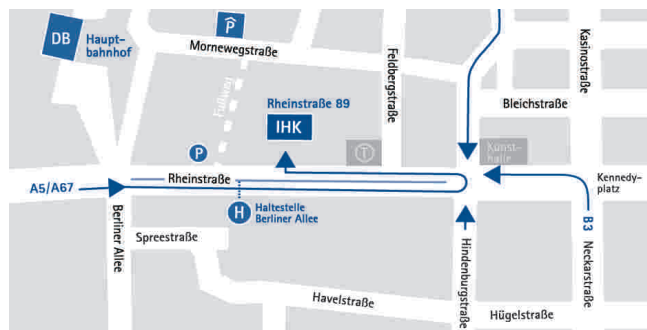 DB
Haupt-
bahnhof
P
Mornewegstraße
Fußweg
Feldbergstraße
Kasinostraße
Bleichstraße
Rheinstraße 89
IHK
P
T
Kunst-
halle
Rheinstraße
A5/A67
Kennedy-
platz
H
Haltestelle
Berliner Allee
Berliner Allee
Spreestraße
B3
Neckarstraße
Hindenburgstraße
Havelstraße
Hügelstraße